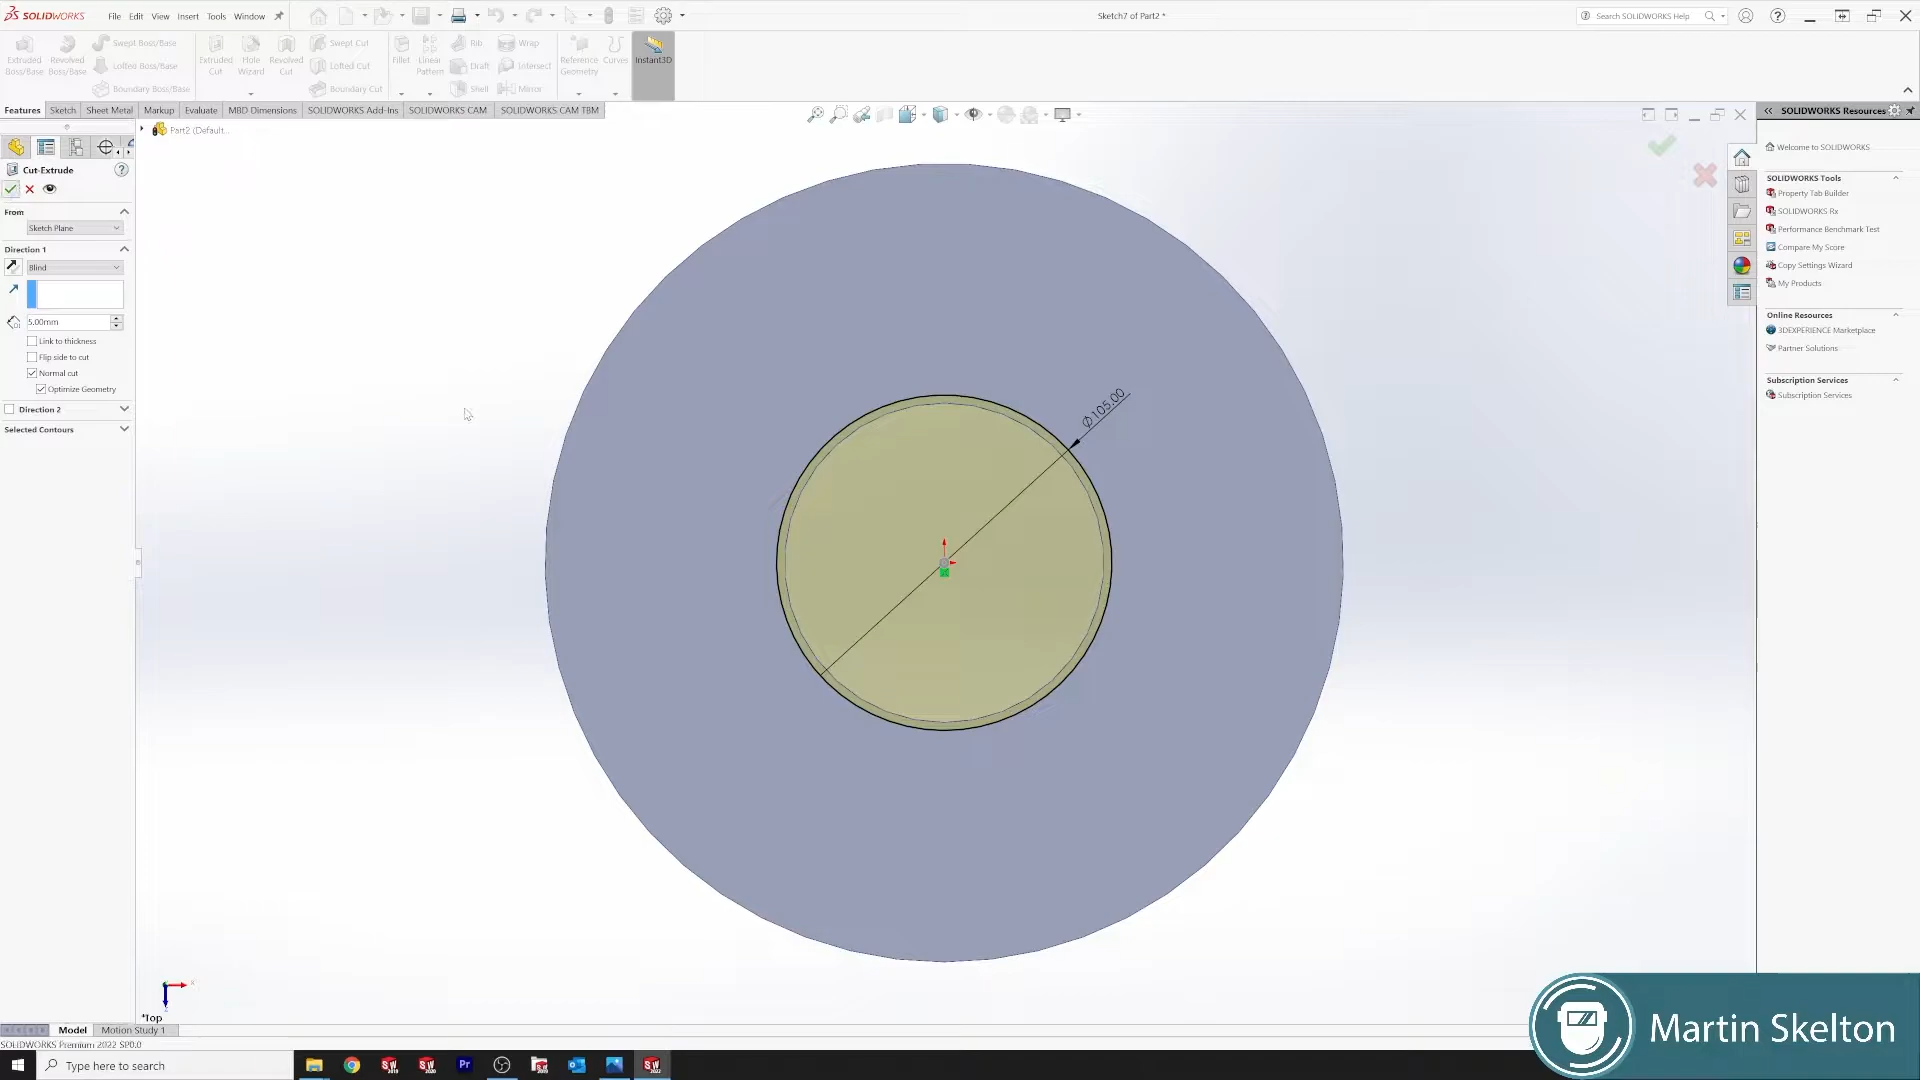 SOLIDWORKS File Edit View Insert Tools Window Sketch7 of Part2 * Search SOLIDWORKS Help
Extruded Boss/Base
Revolved Boss/Base
Swept Boss/Base
Lofted Boss/Base
Boundary Boss/Base
Extruded Cut
Hole Wizard
Revolved Cut
Swept Cut
Lofted Cut
Boundary Cut
Fillet
Linear Pattern
Rib
Draft
Shell
Wrap
Intersect
Mirror
Reference Geometry
Curves
Instant3D
Features Sketch Sheet Metal Markup Evaluate MBD Dimensions SOLIDWORKS Add-Ins SOLIDWORKS CAM SOLIDWORKS CAM TBM
Part2 (Default...
Cut-Extrude
From
Sketch Plane
Direction 1
Blind
5.00mm
Link to thickness
Flip side to cut
Normal cut
Optimize Geometry
Direction 2
Selected Contours
Ø105.00
*Top
SOLIDWORKS Resources
Welcome to SOLIDWORKS
SOLIDWORKS Tools
Property Tab Builder
SOLIDWORKS Rx
Performance Benchmark Test
Compare My Score
Copy Settings Wizard
My Products
Online Resources
3DEXPERIENCE Marketplace
Partner Solutions
Subscription Services
Subscription Services
Model Motion Study 1
SOLIDWORKS Premium 2022 SP0.0
Type here to search
Martin Skelton